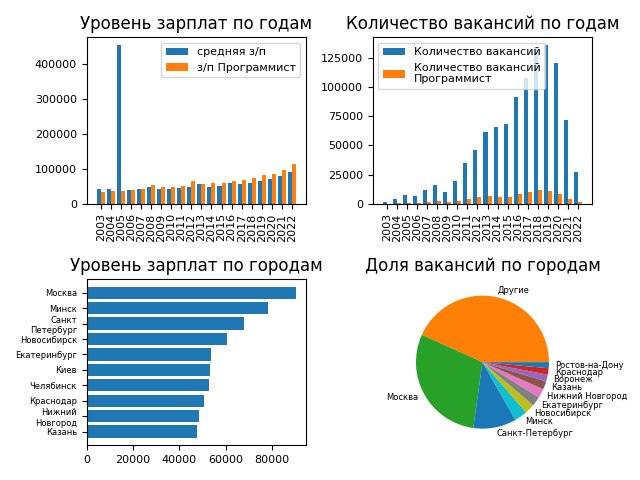 Уровень зарплат по годам
400000
300000
200000
100000
0
средняя з/п
з/п Программист
2003
2004
2005
2006
2007
2008
2009
2010
2011
2012
2013
2014
2015
2016
2017
2018
2019
2020
2021
2022
Количество вакансий по годам
125000
100000
75000
50000
25000
0
Количество вакансий
Количество вакансий
Программист
2003
2004
2005
2006
2007
2008
2009
2010
2011
2012
2013
2014
2015
2016
2017
2018
2019
2020
2021
2022
Уровень зарплат по городам
Москва
Минск
Санкт
Петербург
Новосибирск
Екатеринбург
Киев
Челябинск
Краснодар
Нижний
Новгород
Казань
0
20000
40000
60000
80000
Доля вакансий по городам
Другие
Москва
Санкт-Петербург
Минск
Новосибирск
Екатеринбург
Нижний Новгород
Казань
Воронеж
Краснодар
Ростов-на-Дону